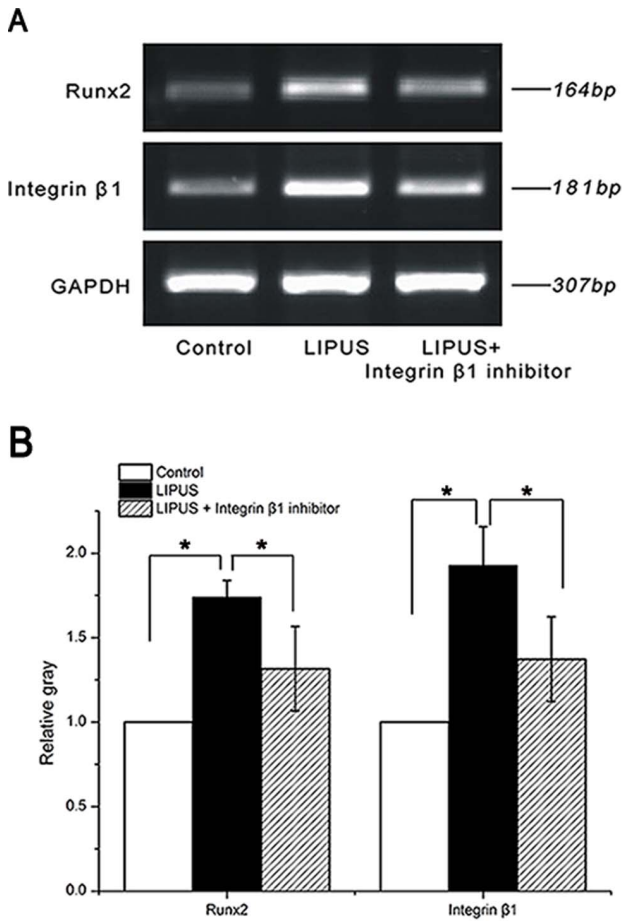 A
Runx2
164bp
Integrin β1
181bp
GAPDH
307bp
Control
LIPUS
LIPUS+
Integrin β1 inhibitor
B
Control
LIPUS
LIPUS + Integrin β1 inhibitor
* * * *
2.0
1.5
1.0
0.5
0.0
Relative gray
Runx2
Integrin β1